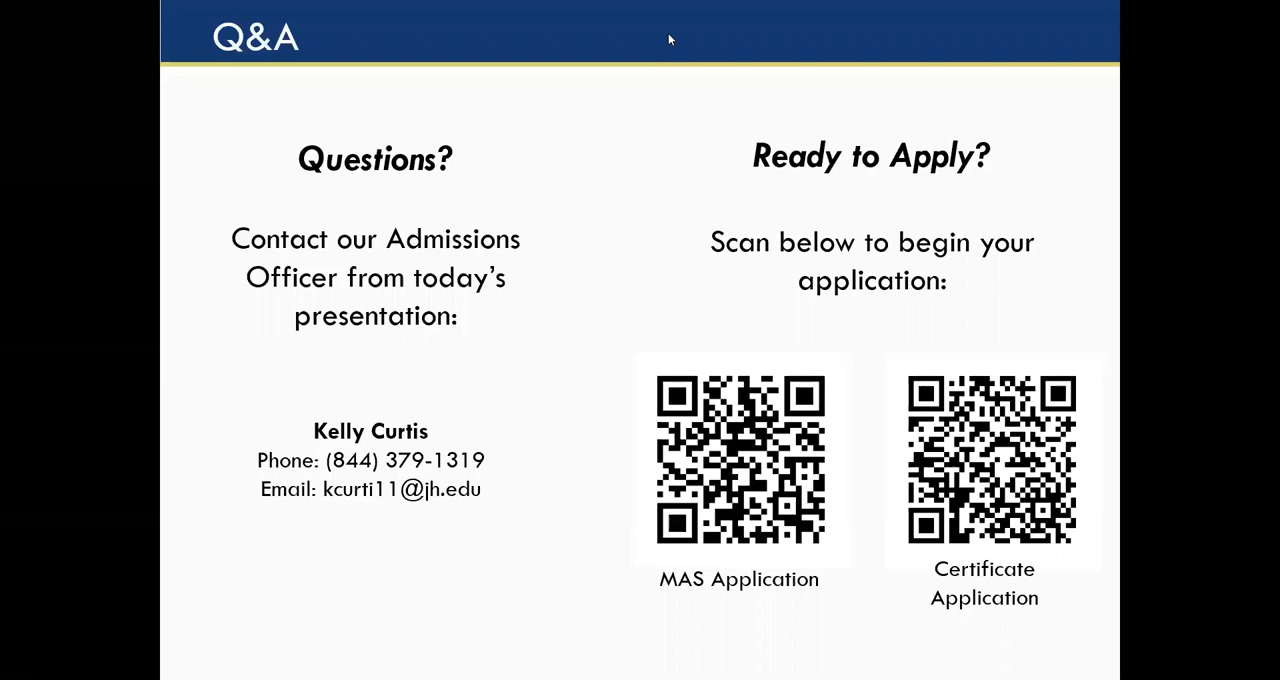 Q&A
Questions?
Contact our Admissions
Officer from today's
presentation:
Kelly Curtis
Phone: (844) 379-1319
Email: kcurti11@jh.edu
Ready to Apply?
Scan below to begin your
application:
MAS Application
Certificate
Application